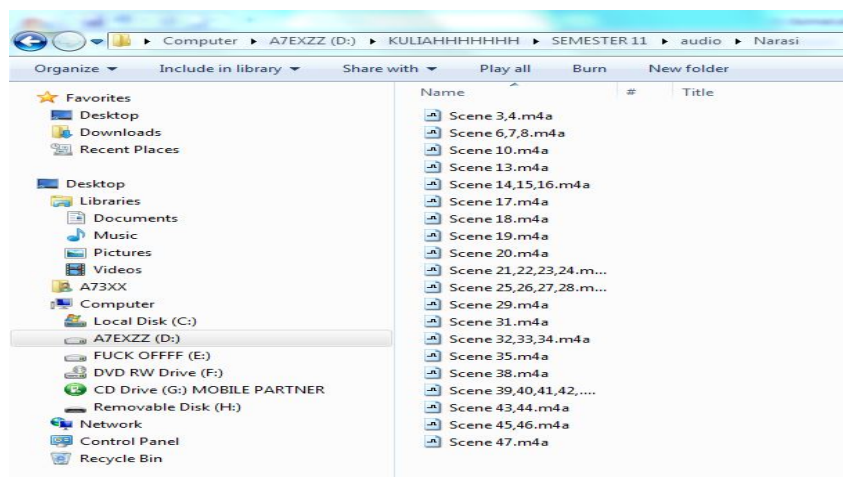 Computer ▸ A7EXZZ (D:) ▸ KULIAHHHHHHH ▸ SEMESTER 11 ▸ audio ▸ Narasi
Organize Include in library Share with Play all Burn New folder
Favorites
Desktop
Downloads
Recent Places
Desktop
Libraries
Documents
Music
Pictures
Videos
A73XX
Computer
Local Disk (C:)
A7EXZZ (D:)
FUCK OFFFF (E:)
DVD RW Drive (F:)
CD Drive (G:) MOBILE PARTNER
Removable Disk (H:)
Network
Control Panel
Recycle Bin
Name # Title
Scene 3,4.m4a
Scene 6,7,8.m4a
Scene 10.m4a
Scene 13.m4a
Scene 14,15,16.m4a
Scene 17.m4a
Scene 18.m4a
Scene 19.m4a
Scene 20.m4a
Scene 21,22,23,24.m...
Scene 25,26,27,28.m...
Scene 29.m4a
Scene 31.m4a
Scene 32,33,34.m4a
Scene 35.m4a
Scene 38.m4a
Scene 39,40,41,42,....
Scene 43,44.m4a
Scene 45,46.m4a
Scene 47.m4a